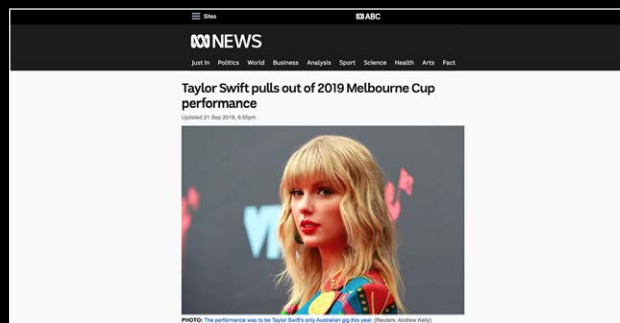 Sites
ABC
NEWS
Just In Politics World Business Analysis Sport Science Health Arts Fact
Taylor Swift pulls out of 2019 Melbourne Cup
performance
Updated 21 Sep 2019, 6:55pm
PHOTO: The performance was to be Taylor Swift's only Australian gig this year. (Reuters: Andrew Kelly)